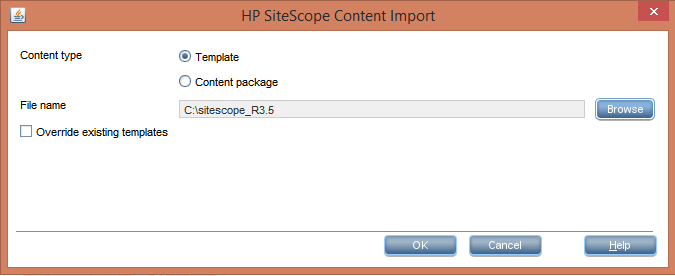 HP SiteScope Content Import
Content type
Template
Content package
File name
C:\sitescope_R3.5
Browse
Override existing templates
OK
Cancel
Help